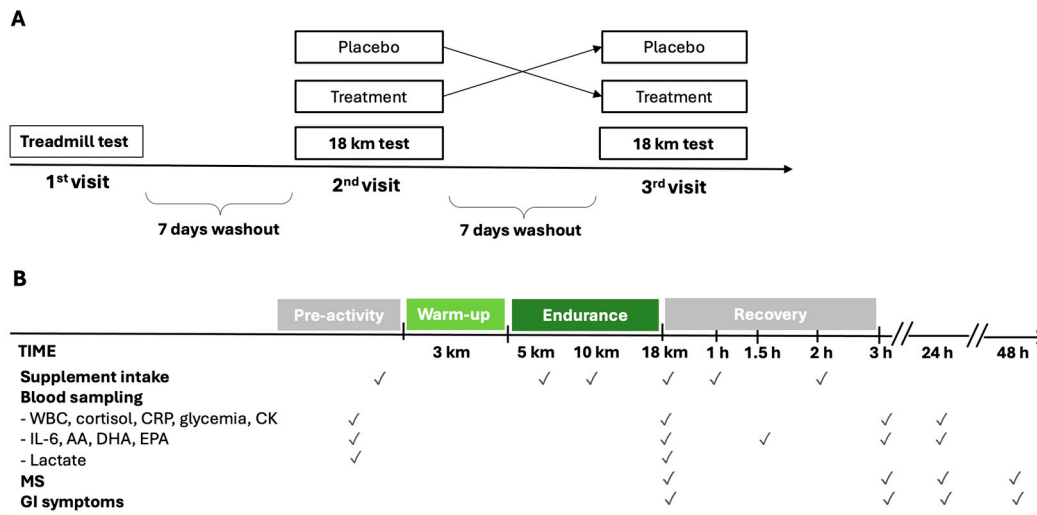 A
Placebo
Placebo
Treatment
Treatment
Treadmill test
18 km test
18 km test
1st visit
2nd visit
3rd visit
7 days washout
7 days washout
B
Pre-activity Warm-up Endurance Recovery
TIME 3 km 5 km 10 km 18 km 1 h 1.5 h 2 h 3 h 24 h 48 h
Supplement intake ✓ ✓ ✓ ✓ ✓ ✓
Blood sampling
- WBC, cortisol, CRP, glycemia, CK ✓ ✓ ✓ ✓
- IL-6, AA, DHA, EPA ✓ ✓ ✓ ✓ ✓
- Lactate ✓ ✓
MS ✓ ✓ ✓ ✓
GI symptoms ✓ ✓ ✓ ✓